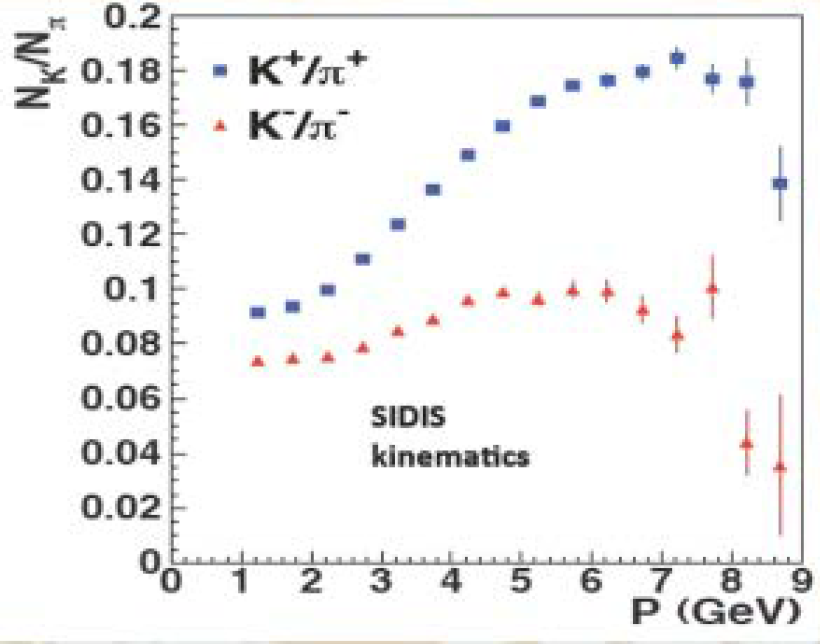 N_K/N_π
0.2
0.18
0.16
0.14
0.12
0.1
0.08
0.06
0.04
0.02
0
K⁺/π⁺
K⁻/π⁻
SIDIS
kinematics
0 1 2 3 4 5 6 7 8 9
P (GeV)